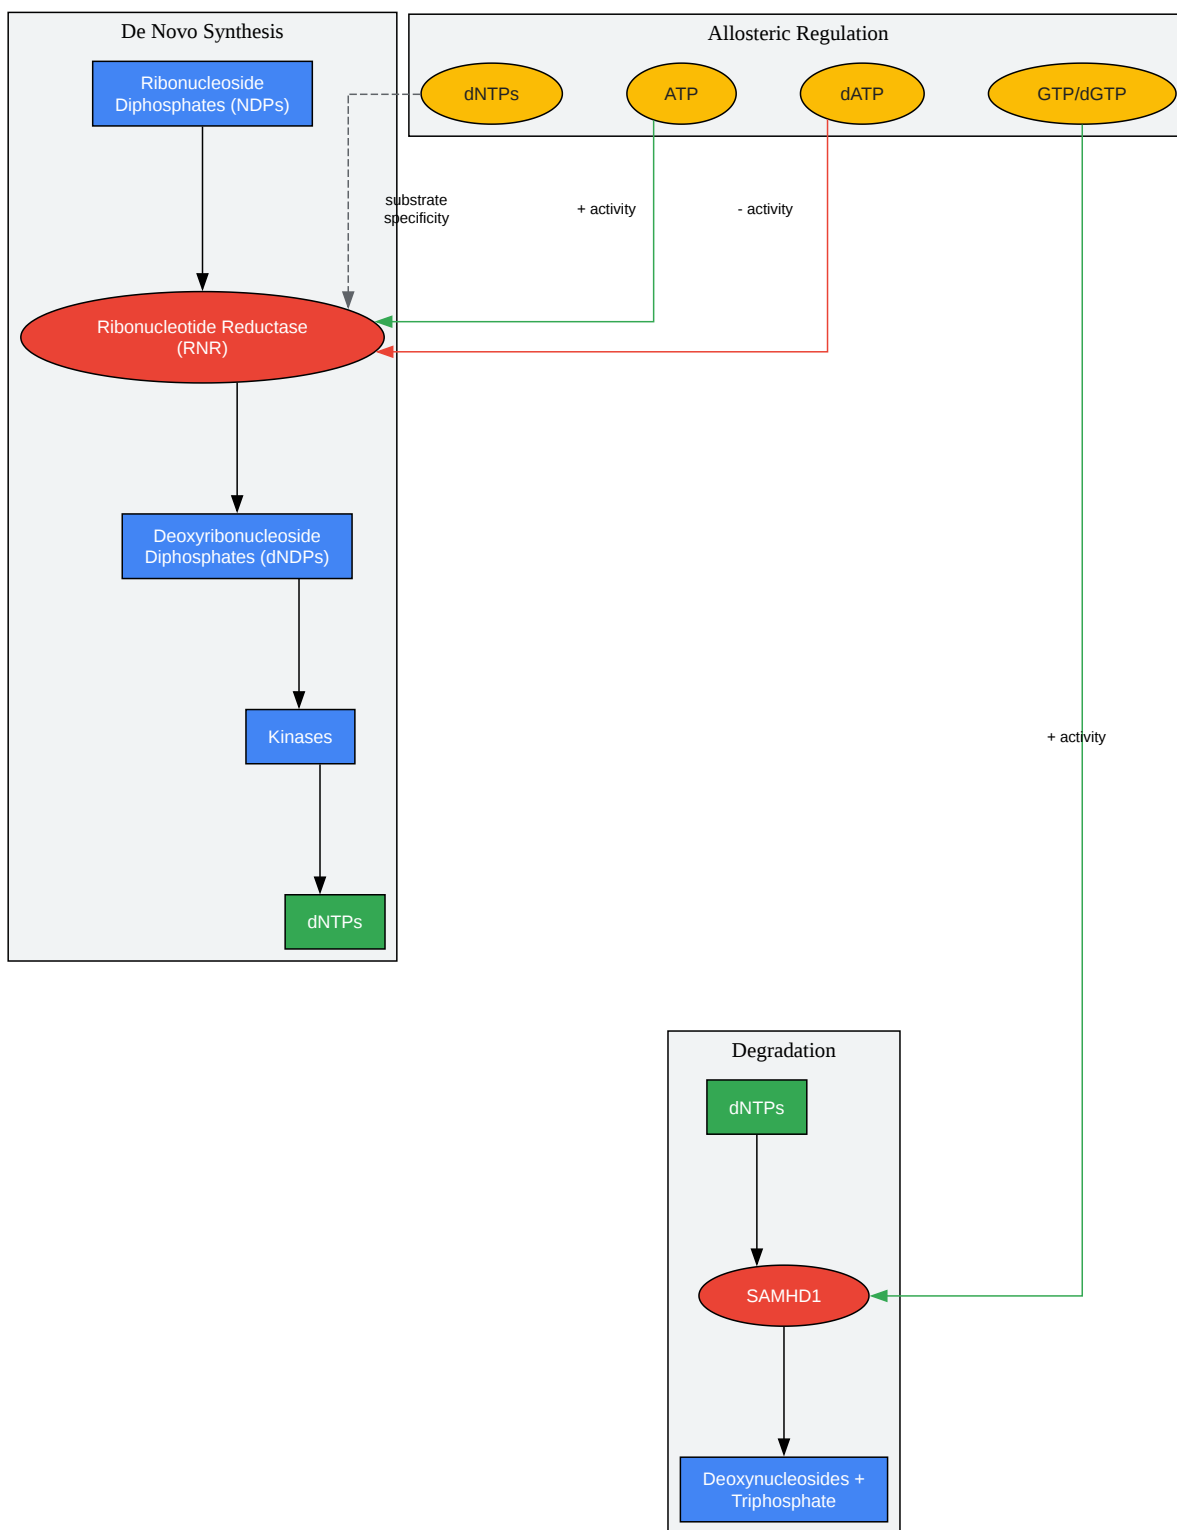 De Novo Synthesis
Ribonucleoside
Diphosphates (NDPs)
Allosteric Regulation
dNTPs
ATP
dATP
GTP/dGTP
substrate
specificity
+ activity
- activity
Ribonucleotide Reductase
(RNR)
Deoxyribonucleoside
Diphosphates (dNDPs)
Kinases
+ activity
dNTPs
Degradation
dNTPs
SAMHD1
Deoxynucleosides +
Triphosphate